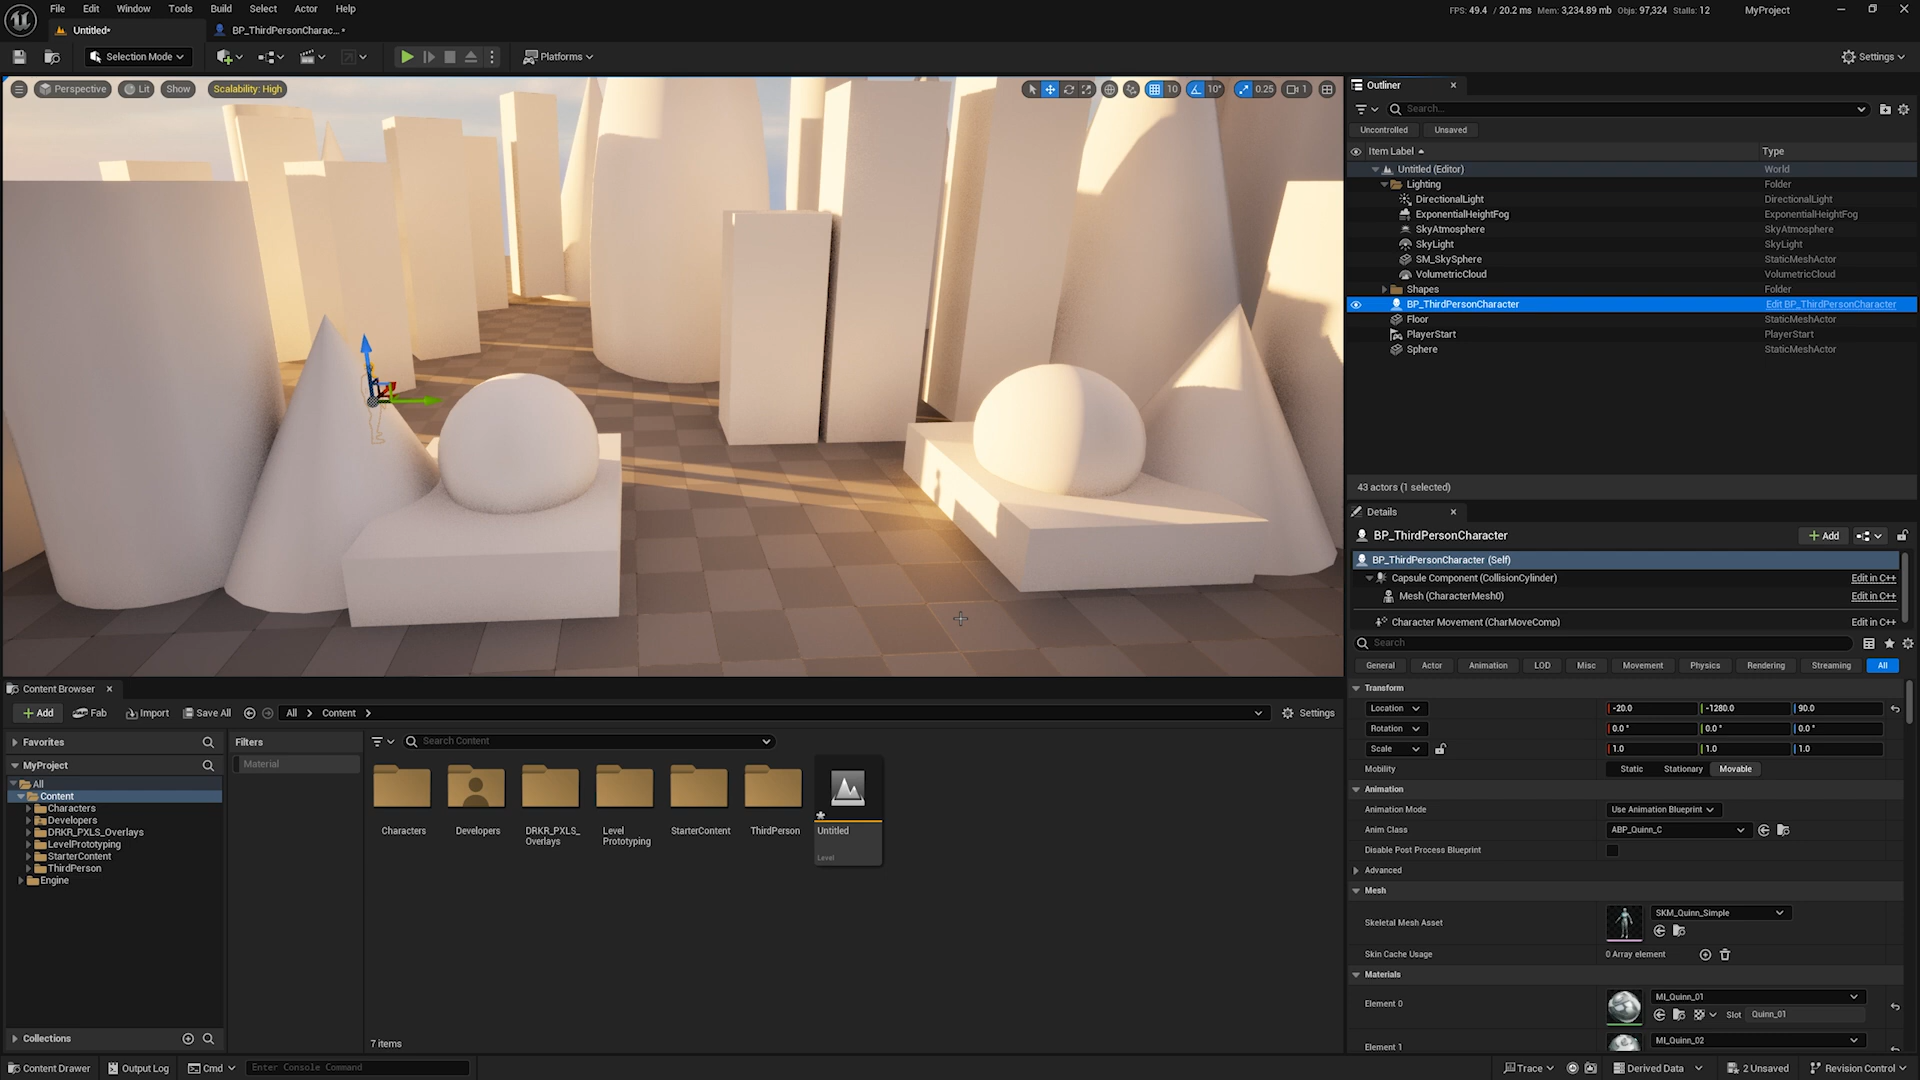 File Edit Window Tools Build Select Actor Help
FPS: 49.4 / 20.2 ms Mem: 3,234.89 mb Objs: 97,324 Stalls: 12 MyProject
Untitled* BP_ThirdPersonCharac... •
Selection Mode Platforms Settings
Perspective Lit Show Scalability: High 10 10° 0.25 1
Outliner
Search...
Uncontrolled Unsaved
Item Label Type
Untitled (Editor) World
Lighting Folder
DirectionalLight DirectionalLight
ExponentialHeightFog ExponentialHeightFog
SkyAtmosphere SkyAtmosphere
SkyLight SkyLight
SM_SkySphere StaticMeshActor
VolumetricCloud VolumetricCloud
Shapes Folder
BP_ThirdPersonCharacter Edit BP_ThirdPersonCharacter
Floor StaticMeshActor
PlayerStart PlayerStart
Sphere StaticMeshActor
43 actors (1 selected)
Details
BP_ThirdPersonCharacter Add
BP_ThirdPersonCharacter (Self)
Capsule Component (CollisionCylinder) Edit in C++
Mesh (CharacterMesh0) Edit in C++
Character Movement (CharMoveComp) Edit in C++
Search
General Actor Animation LOD Misc Movement Physics Rendering Streaming All
Transform
Location -20.0 -1280.0 90.0
Rotation 0.0 ° 0.0 ° 0.0 °
Scale 1.0 1.0 1.0
Mobility Static Stationary Movable
Animation
Animation Mode Use Animation Blueprint
Anim Class ABP_Quinn_C
Disable Post Process Blueprint
Advanced
Mesh
Skeletal Mesh Asset SKM_Quinn_Simple
Skin Cache Usage 0 Array element
Materials
Element 0 MI_Quinn_01
Slot Quinn_01
Element 1 MI_Quinn_02
Content Browser
Add Fab Import Save All All Content Settings
Favorites Filters Search Content
MyProject Material
All
Content
Characters
Developers
DRKR_PXLS_Overlays
LevelPrototyping
StarterContent
ThirdPerson
Engine
Characters Developers DRKR_PXLS_ Level StarterContent ThirdPerson Untitled
Overlays Prototyping
Level
Collections 7 items
Content Drawer Output Log Cmd Enter Console Command Trace Derived Data 2 Unsaved Revision Control